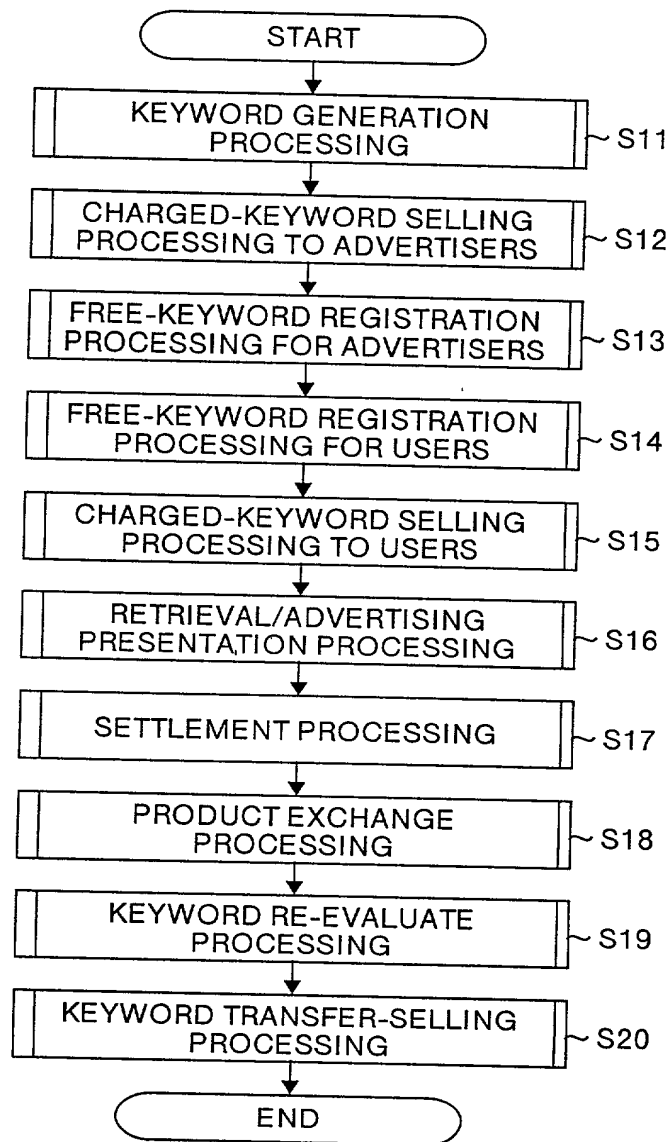 START
KEYWORD GENERATION
PROCESSING
~S11
CHARGED-KEYWORD SELLING
PROCESSING TO ADVERTISERS
~S12
FREE-KEYWORD REGISTRATION
PROCESSING FOR ADVERTISERS
~S13
FREE-KEYWORD REGISTRATION
PROCESSING FOR USERS
~S14
CHARGED-KEYWORD SELLING
PROCESSING TO USERS
~S15
RETRIEVAL/ADVERTISING
PRESENTATION PROCESSING
~S16
SETTLEMENT PROCESSING
~S17
PRODUCT EXCHANGE
PROCESSING
~S18
KEYWORD RE-EVALUATE
PROCESSING
~S19
KEYWORD TRANSFER-SELLING
PROCESSING
~S20
END